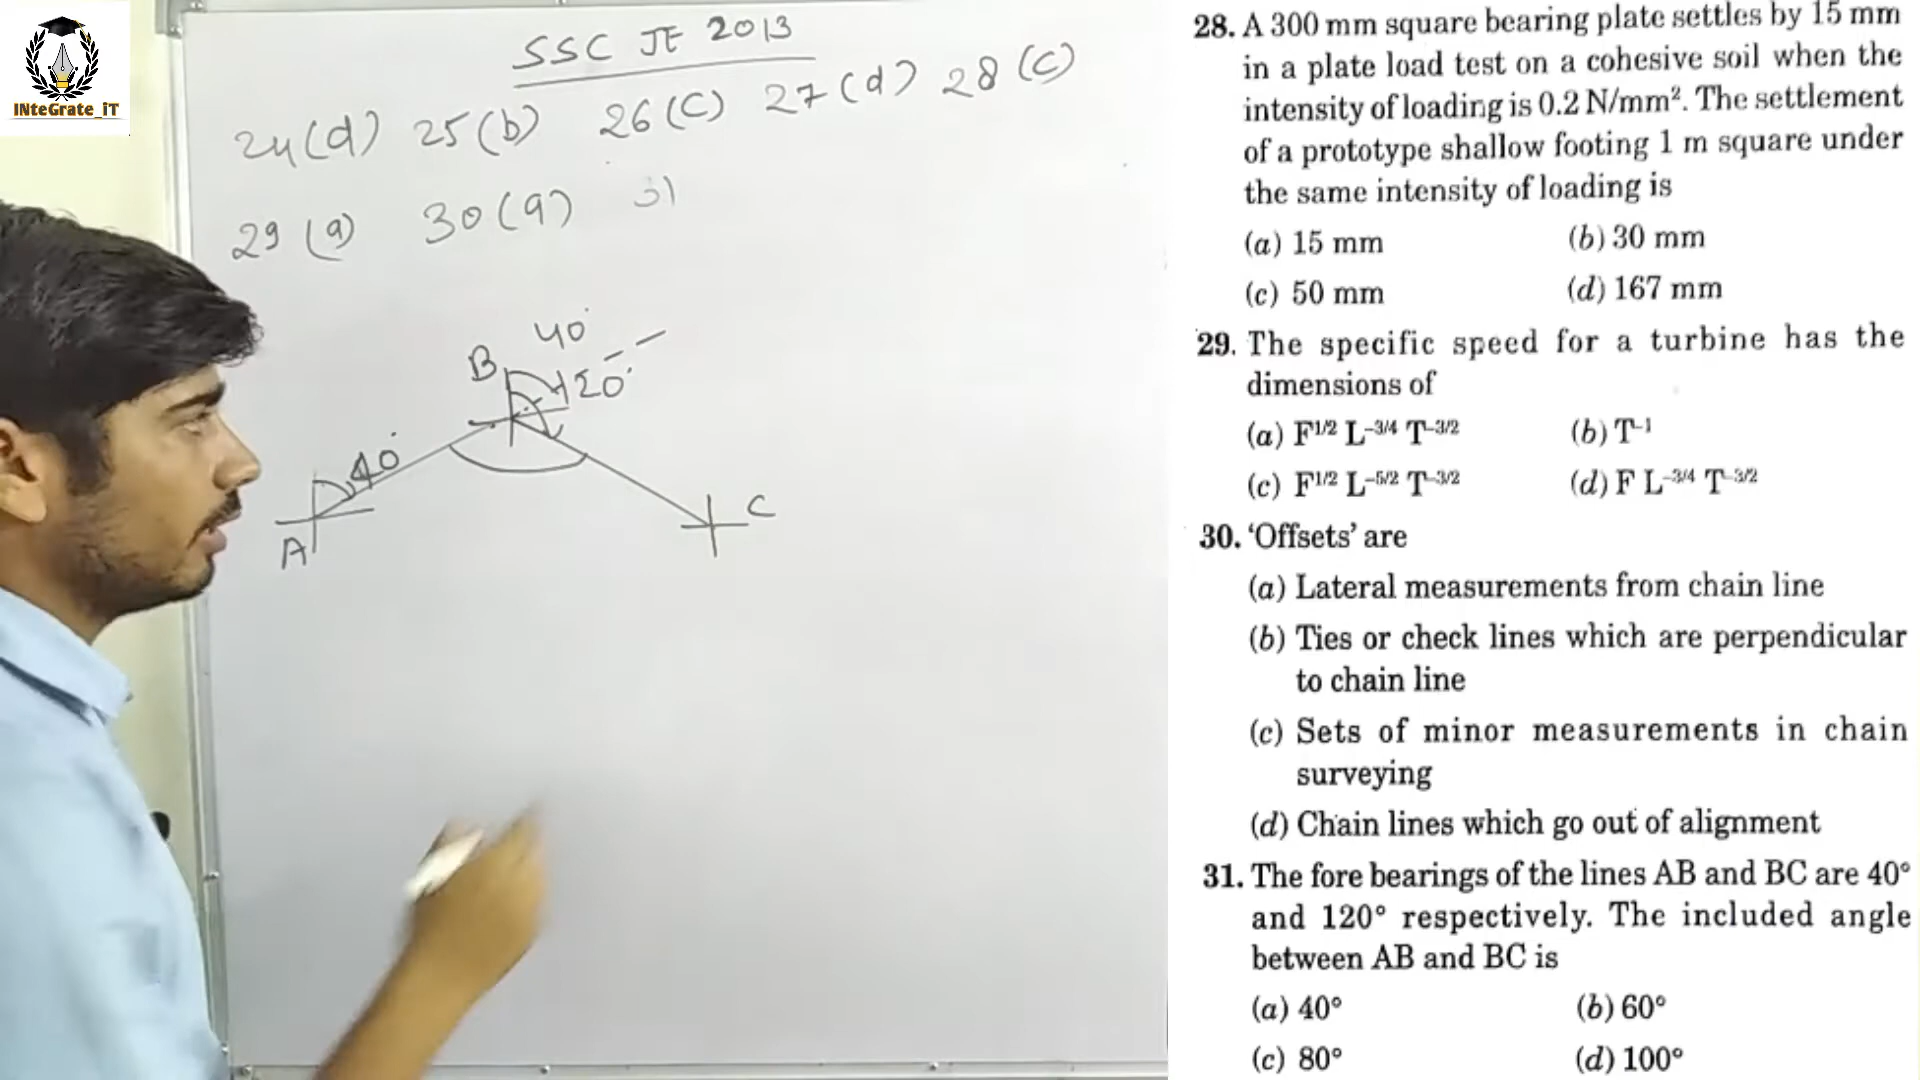 INteGrate_iT
SSC JE 2013
24(d) 25(b) 26(C) 27(d) 28(C)
29(a) 30(a) 31
B 40°
120°
40°
A
C
28. A 300 mm square bearing plate settles by 15 mm
in a plate load test on a cohesive soil when the
intensity of loading is 0.2 N/mm². The settlement
of a prototype shallow footing 1 m square under
the same intensity of loading is
(a) 15 mm (b) 30 mm
(c) 50 mm (d) 167 mm
29. The specific speed for a turbine has the
dimensions of
(a) F^1/2 L^-3/4 T^-3/2 (b) T^-1
(c) F^1/2 L^-5/2 T^-3/2 (d) F L^-3/4 T^-3/2
30. ‘Offsets’ are
(a) Lateral measurements from chain line
(b) Ties or check lines which are perpendicular
to chain line
(c) Sets of minor measurements in chain
surveying
(d) Chain lines which go out of alignment
31. The fore bearings of the lines AB and BC are 40°
and 120° respectively. The included angle
between AB and BC is
(a) 40° (b) 60°
(c) 80° (d) 100°